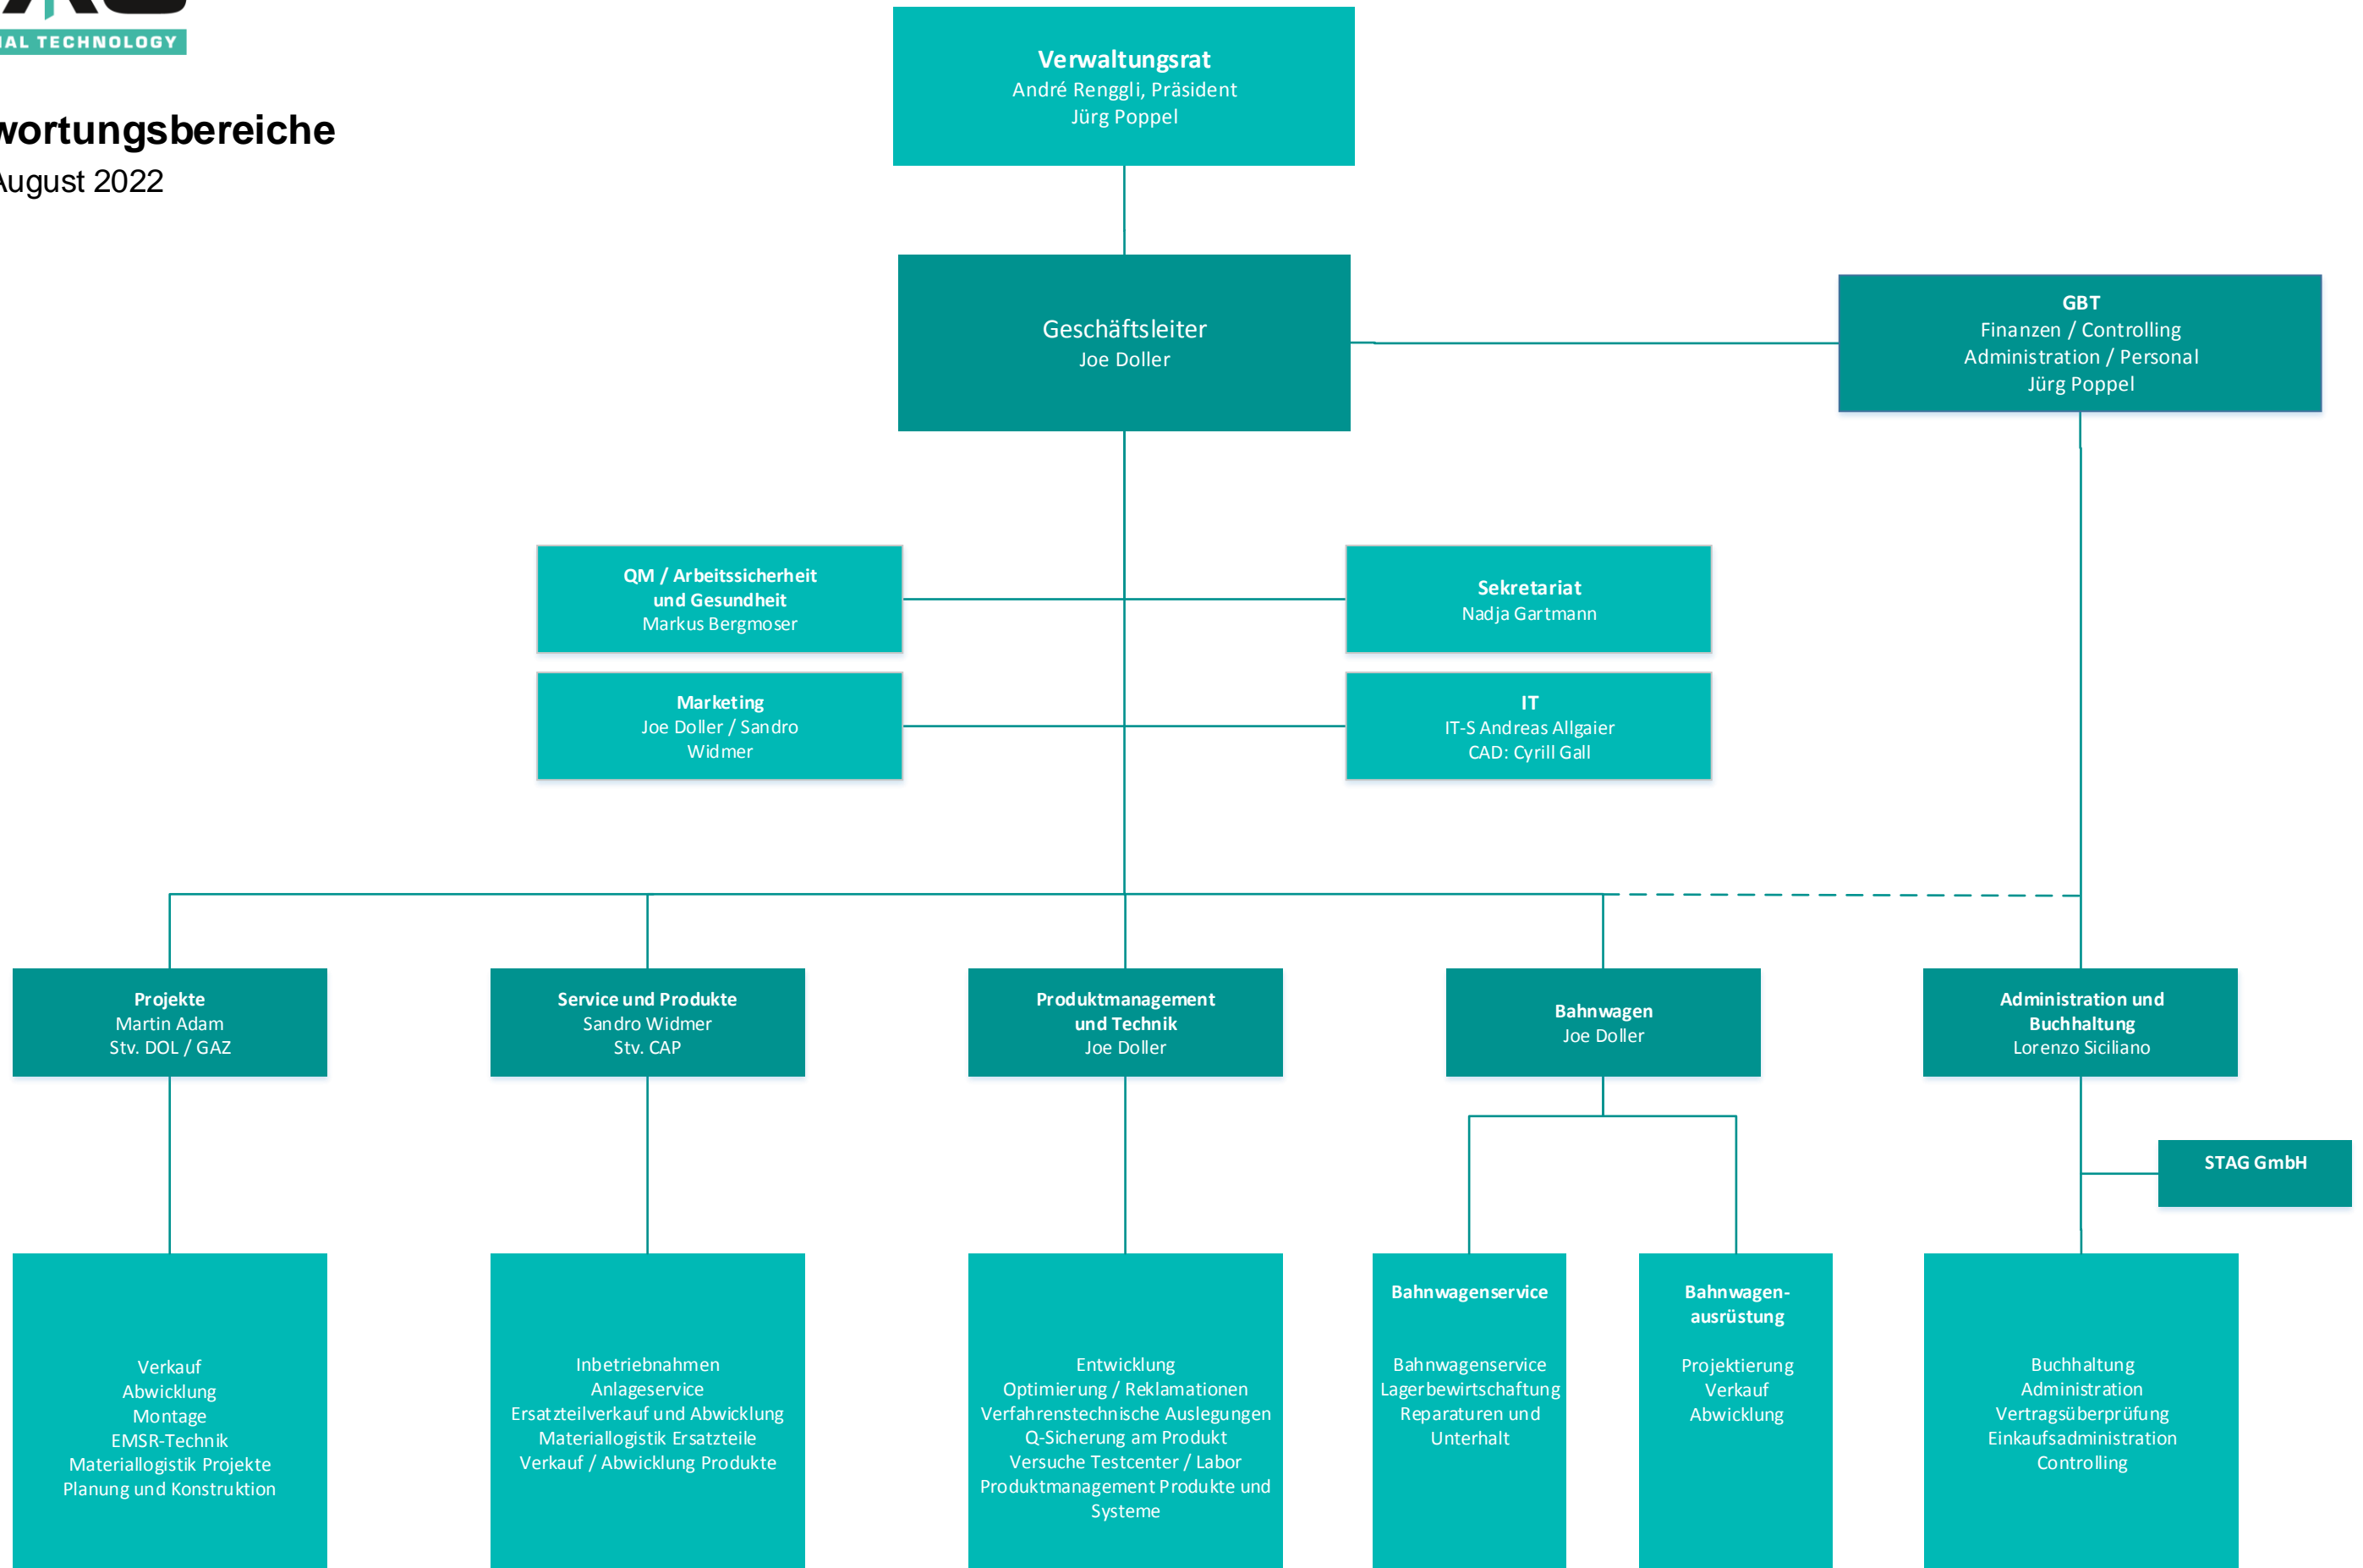 TECHNOLOGY
August 2022
Verwaltungsrat
André Renggli, Präsident
Jürg Poppel
Geschäftsleiter
Joe Doller
GBT
Finanzen / Controlling
Administration / Personal
Jürg Poppel
QM / Arbeitssicherheit
und Gesundheit
Markus Bergmoser
Sekretariat
Nadja Gartmann
Marketing
Joe Doller / Sandro
Widmer
IT
IT-S Andreas Allgaier
CAD: Cyrill Gall
Projekte
Martin Adam
Stv. DOL / GAZ
Service und Produkte
Sandro Widmer
Stv. CAP
Produktmanagement
und Technik
Joe Doller
Bahnwagen
Joe Doller
Administration und
Buchhaltung
Lorenzo Siciliano
STAG GmbH
Verkauf
Abwicklung
Montage
EMSR-Technik
Materiallogistik Projekte
Planung und Konstruktion
Inbetriebnahmen
Anlageservice
Ersatzteilverkauf und Abwicklung
Materiallogistik Ersatzteile
Verkauf / Abwicklung Produkte
Entwicklung
Optimierung / Reklamationen
Verfahrenstechnische Auslegungen
Q-Sicherung am Produkt
Versuche Testcenter / Labor
Produktmanagement Produkte und
Systeme
Bahnwagenservice
Bahnwagenservice
Lagerbewirtschaftung
Reparaturen und
Unterhalt
Bahnwagen-
ausrüstung
Projektierung
Verkauf
Abwicklung
Buchhaltung
Administration
Vertragsüberprüfung
Einkaufsadministration
Controlling